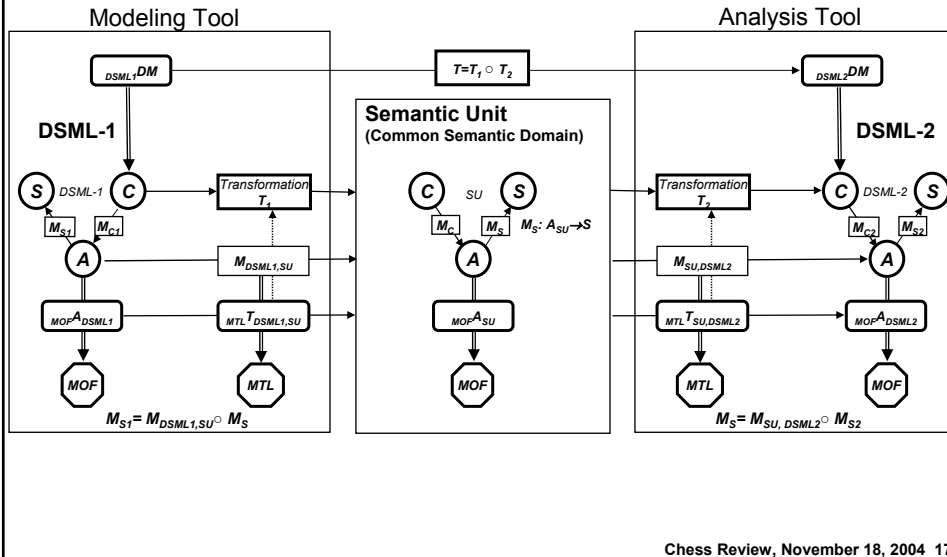 Modeling Tool
Analysis Tool
DSML1DM
T=T1 ○ T2
DSML2DM
Semantic Unit
(Common Semantic Domain)
DSML-1
DSML-2
S
DSML-1
C
Transformation
T1
C
SU
S
Transformation
T2
C
DSML-2
S
MS1
MC1
MC
MS
MS: ASU→S
MC2
MS2
A
MDSML1,SU
A
MSU,DSML2
A
MOFADSML1
MTLTDSML1,SU
MOFASU
MTLTSU,DSML2
MOFADSML2
MOF
MTL
MOF
MTL
MOF
MS1= MDSML1,SU○ MS
MS= MSU, DSML2○ MS2
Chess Review, November 18, 2004 17